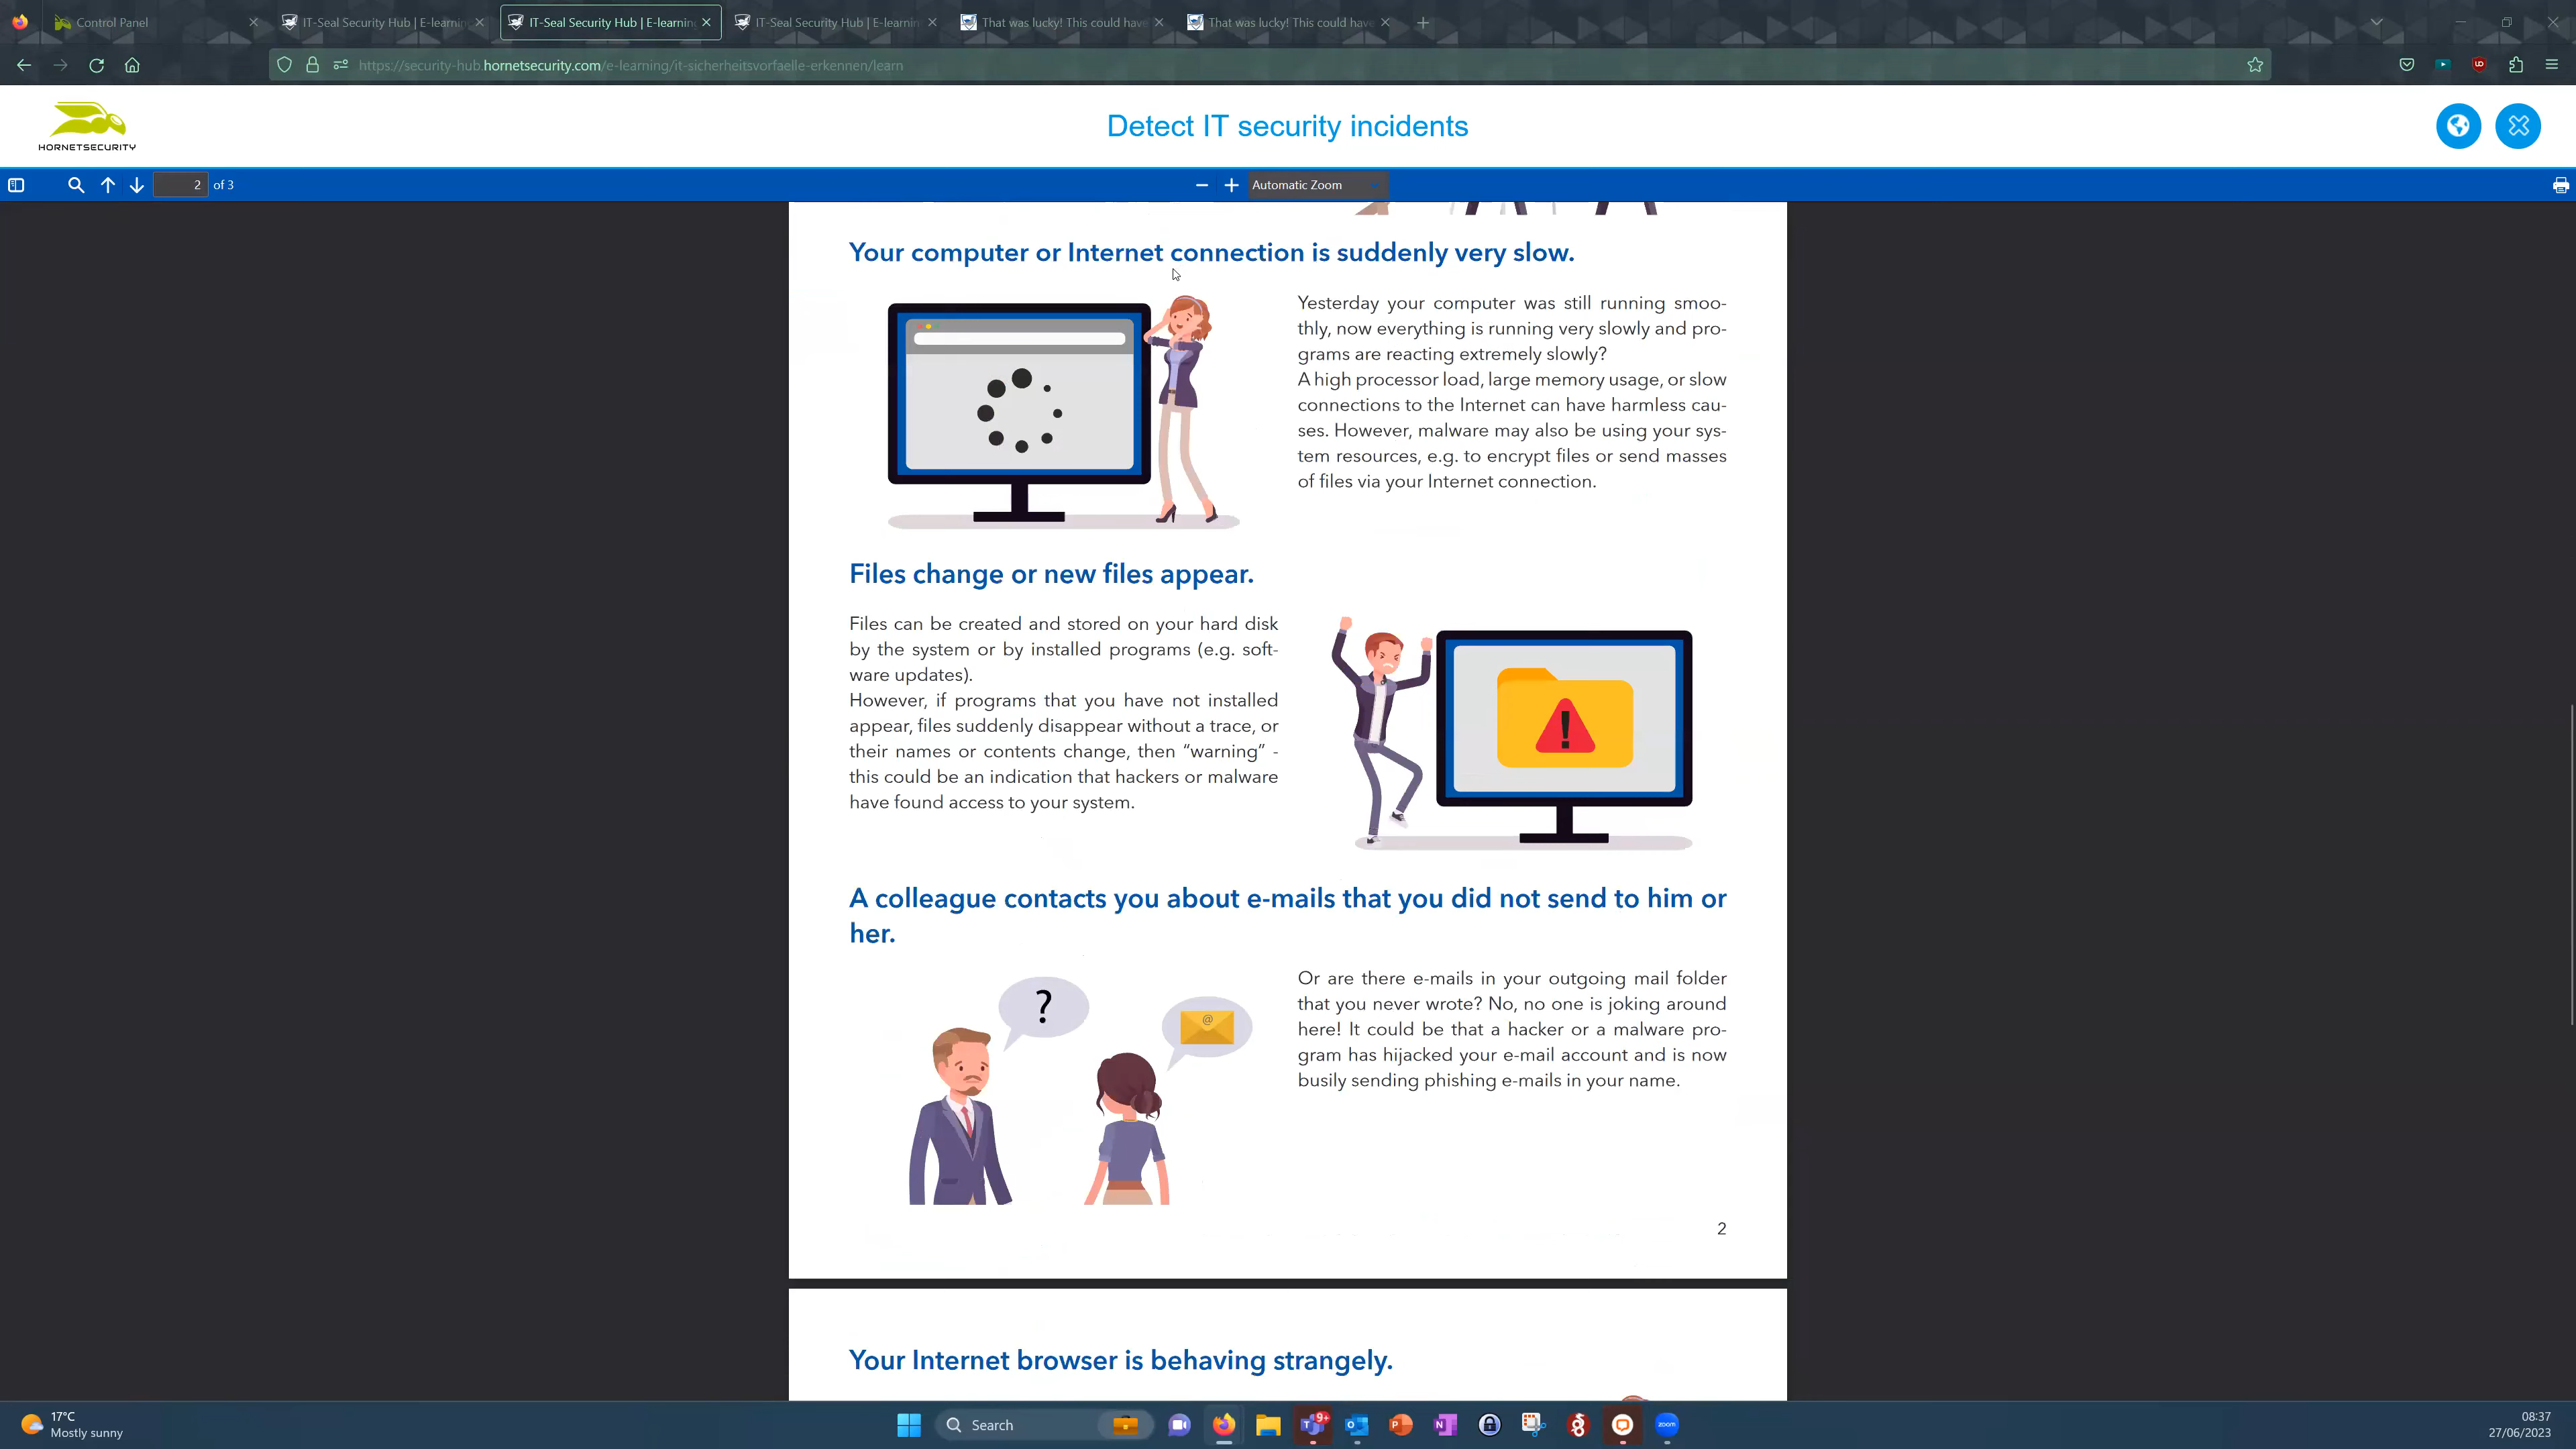 Control Panel
IT-Seal Security Hub | E-learning
IT-Seal Security Hub | E-learning
IT-Seal Security Hub | E-learnin
That was lucky! This could have
That was lucky! This could have
https://security-hub.hornetsecurity.com/e-learning/it-sicherheitsvorfaelle-erkennen/learn
HORNETSECURITY
Detect IT security incidents
2 of 3
Automatic Zoom
Your computer or Internet connection is suddenly very slow.
Yesterday your computer was still running smoo-
thly, now everything is running very slowly and pro-
grams are reacting extremely slowly?
A high processor load, large memory usage, or slow
connections to the Internet can have harmless cau-
ses. However, malware may also be using your sys-
tem resources, e.g. to encrypt files or send masses
of files via your Internet connection.
Files change or new files appear.
Files can be created and stored on your hard disk
by the system or by installed programs (e.g. soft-
ware updates).
However, if programs that you have not installed
appear, files suddenly disappear without a trace, or
their names or contents change, then “warning” -
this could be an indication that hackers or malware
have found access to your system.
!
A colleague contacts you about e-mails that you did not send to him or
her.
?
@
Or are there e-mails in your outgoing mail folder
that you never wrote? No, no one is joking around
here! It could be that a hacker or a malware pro-
gram has hijacked your e-mail account and is now
busily sending phishing e-mails in your name.
2
Your Internet browser is behaving strangely.
17°C
Mostly sunny
Search
9+
zoom
08:37
27/06/2023